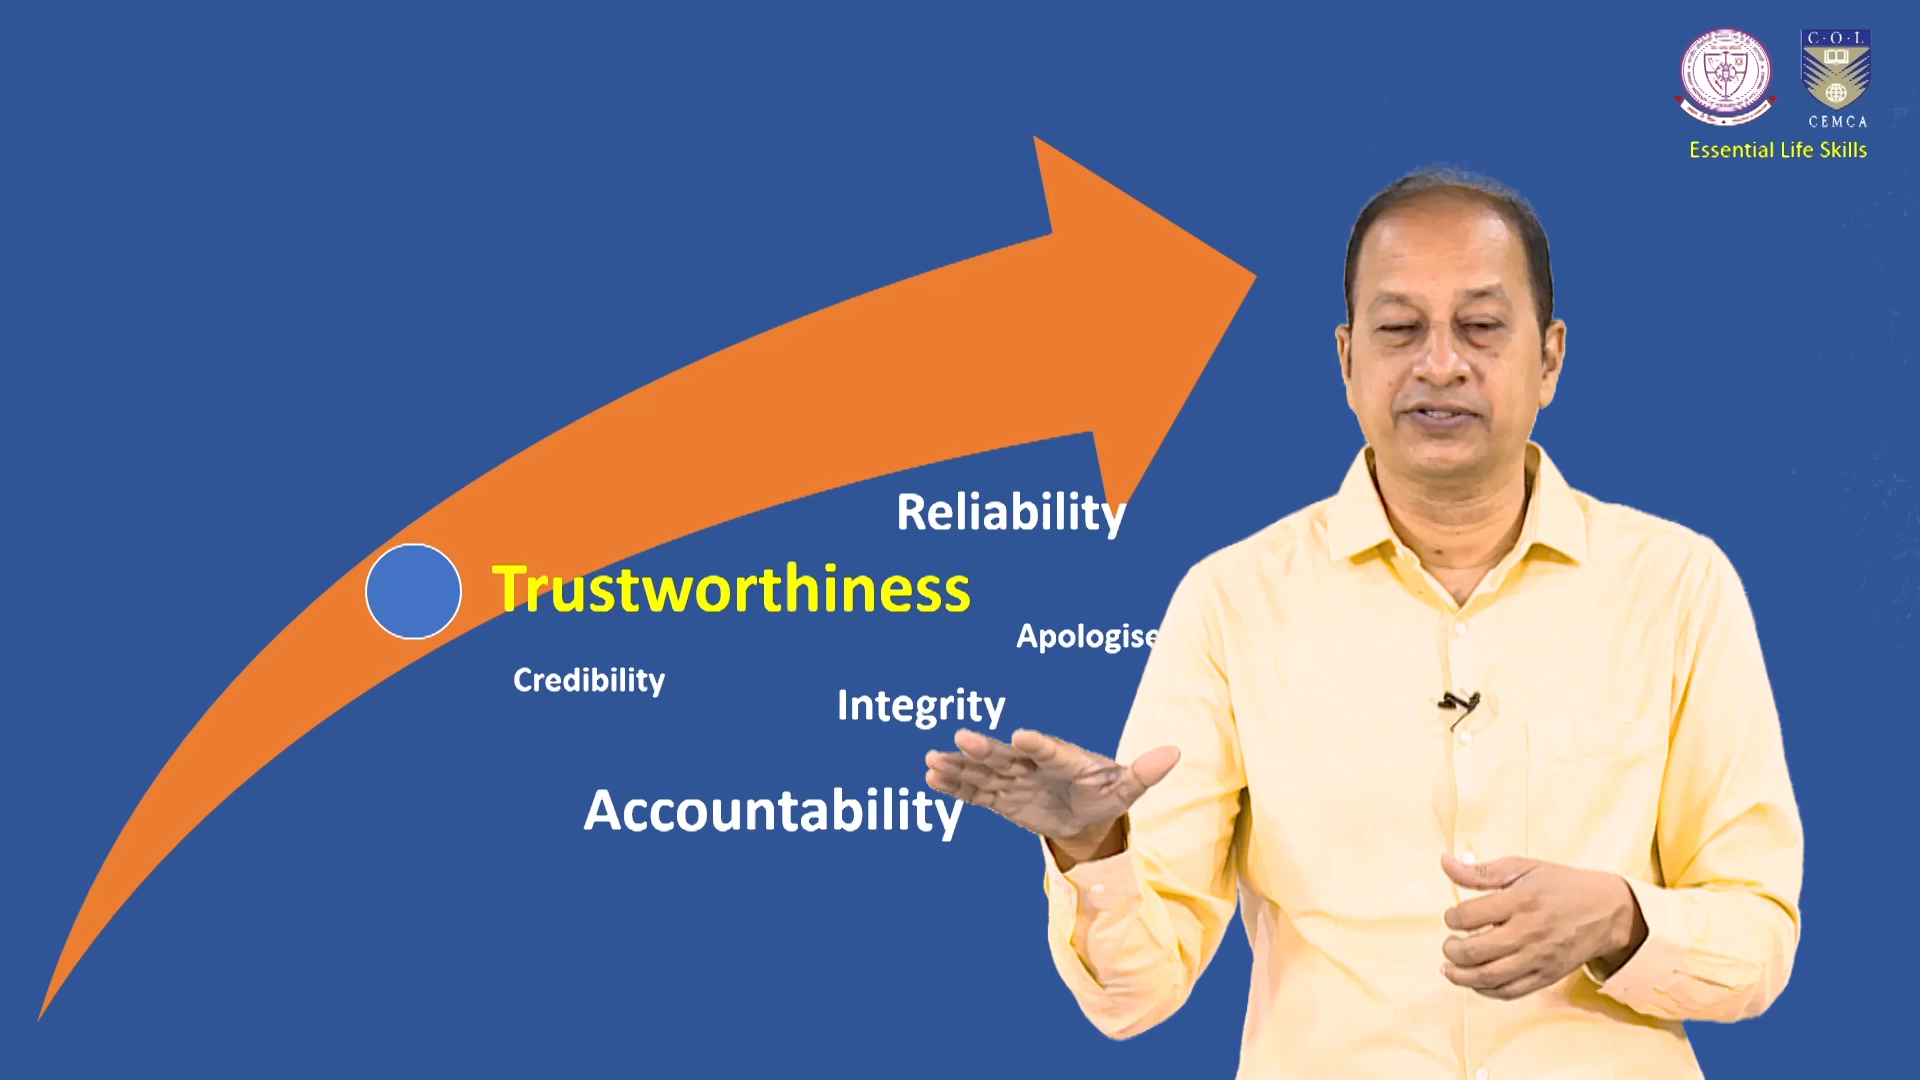 C·O·L
CEMCA
Essential Life Skills
Reliability
Trustworthiness
Apologise
Credibility
Integrity
Accountability